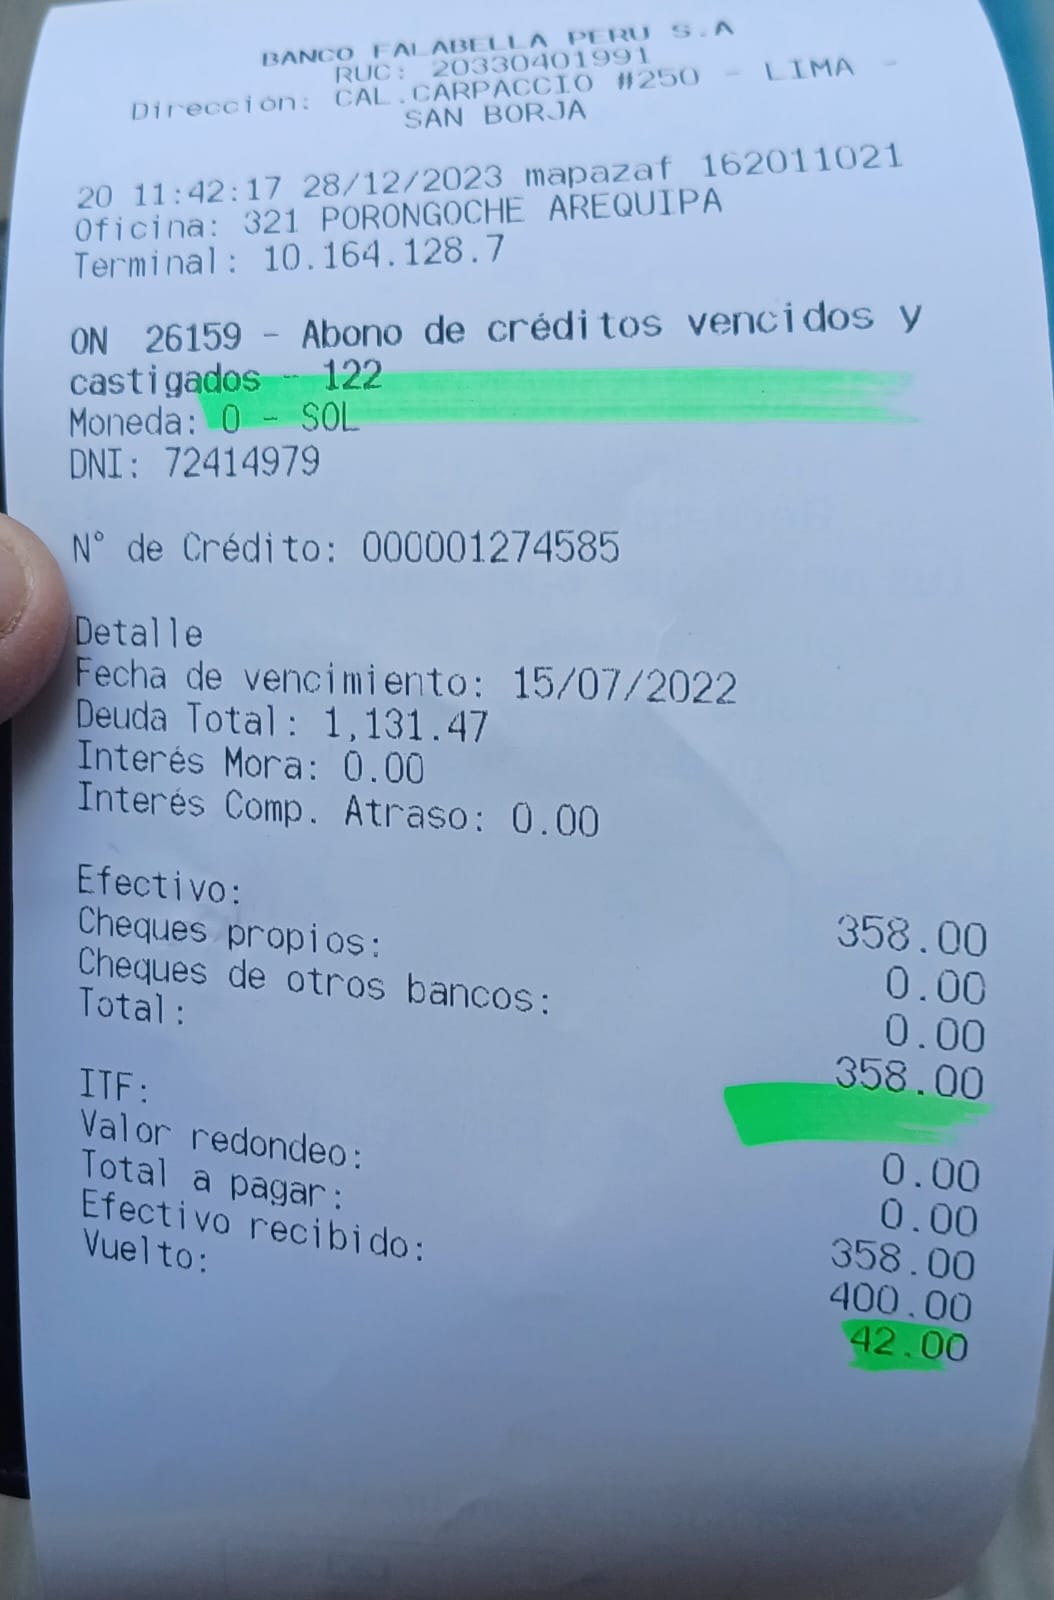 BANCO FALABELLA PERU S.A
RUC: 20330401991
Dirección: CAL.CARPACCIO #250 - LIMA -
SAN BORJA
20 11:42:17 28/12/2023 mapazaf 162011021
Oficina: 321 PORONGOCHE AREQUIPA
Terminal: 10.164.128.7
ON 26159 - Abono de créditos vencidos y
castigados - 122
Moneda: 0 - SOL
DNI: 72414979
N° de Crédito: 000001274585
Detalle
Fecha de vencimiento: 15/07/2022
Deuda Total: 1,131.47
Interés Mora: 0.00
Interés Comp. Atraso: 0.00
Efectivo: 358.00
Cheques propios: 0.00
Cheques de otros bancos: 0.00
Total: 358.00
ITF: 0.00
Valor redondeo: 0.00
Total a pagar: 358.00
Efectivo recibido: 400.00
Vuelto: 42.00